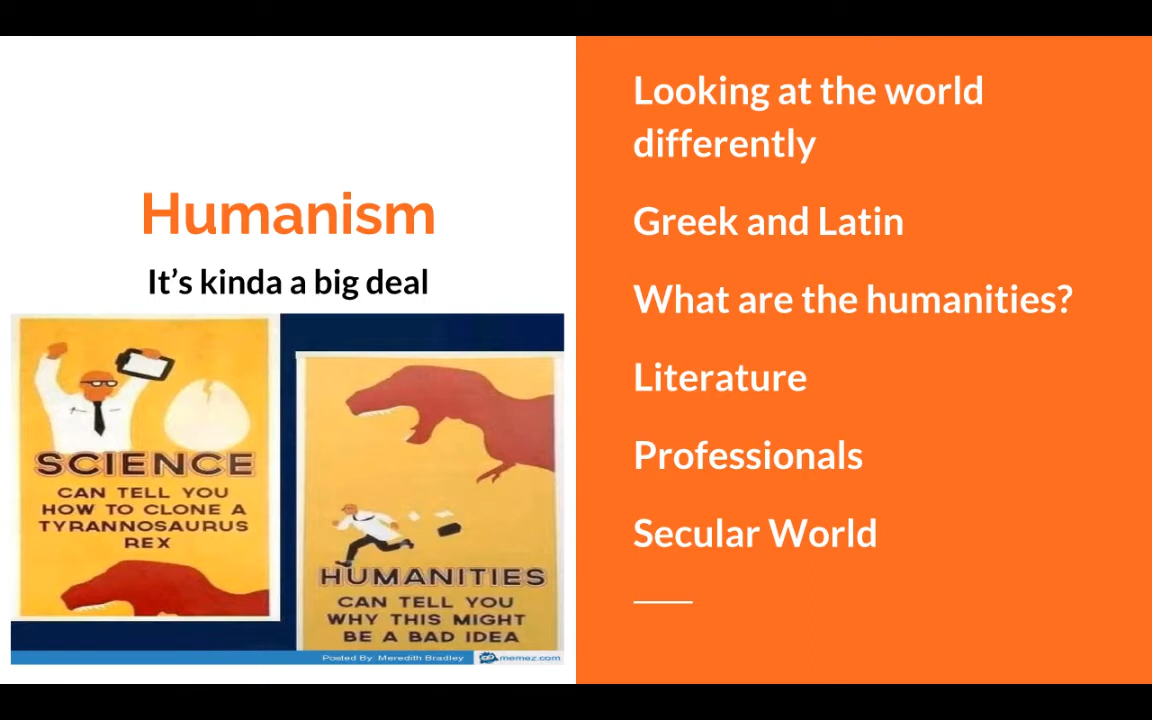 Humanism
It's kinda a big deal
SCIENCE
CAN TELL YOU
HOW TO CLONE A
TYRANNOSAURUS
REX
HUMANITIES
CAN TELL YOU
WHY THIS MIGHT
BE A BAD IDEA
Posted By: Meredith Bradley
memez.com
Looking at the world
differently
Greek and Latin
What are the humanities?
Literature
Professionals
Secular World